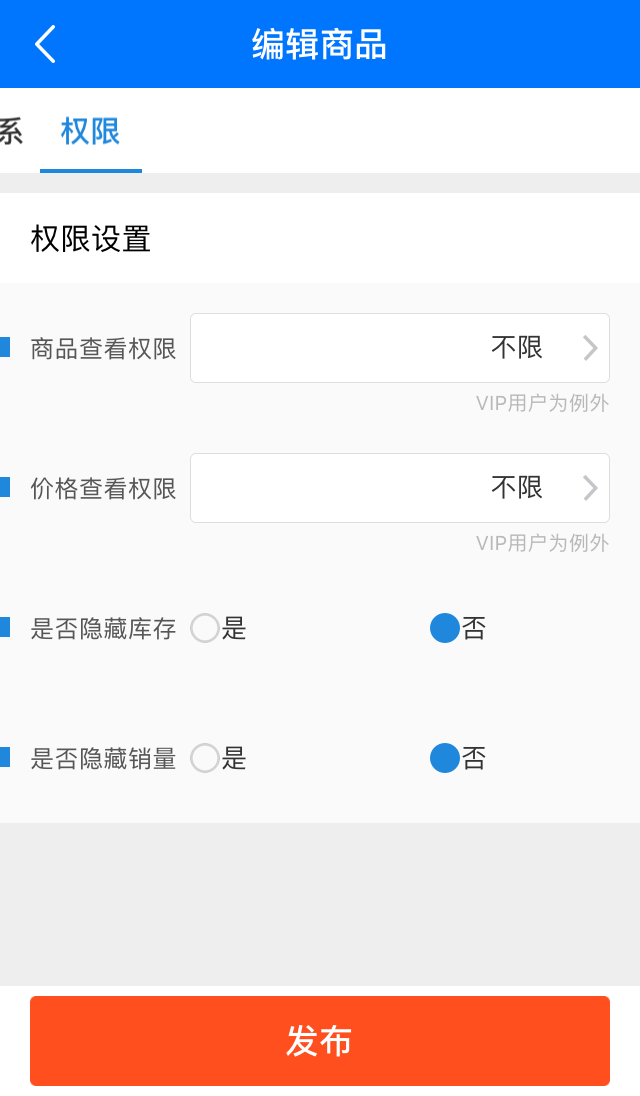 编辑商品
系 权限
权限设置
商品查看权限 不限
VIP用户为例外
价格查看权限 不限
VIP用户为例外
是否隐藏库存 是 否
是否隐藏销量 是 否
发布